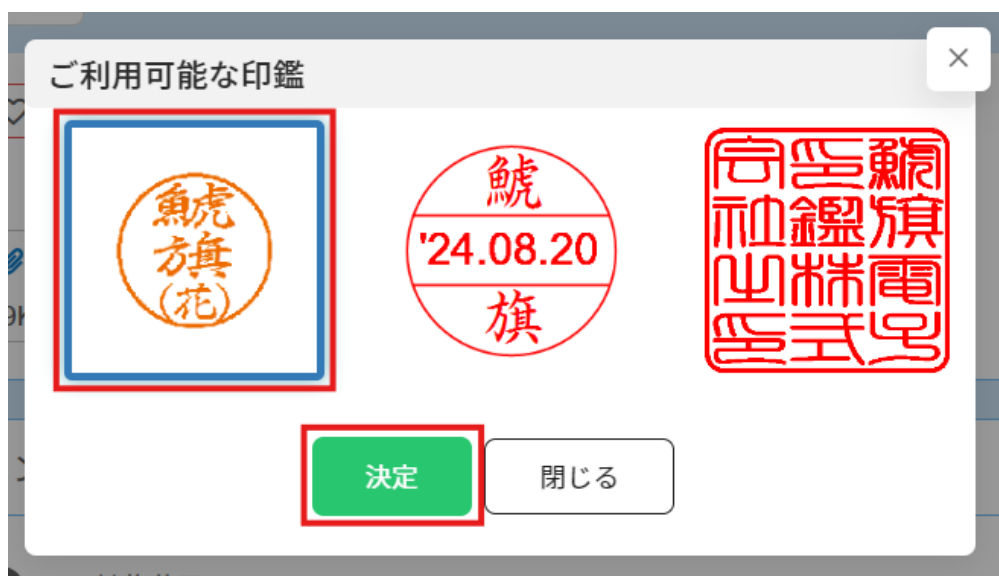 ご利用可能な印鑑
×
鯱
旗
(花)
鯱
'24.08.20
旗
鯱旗電子
印鑑株式
会社之印
決定
閉じる